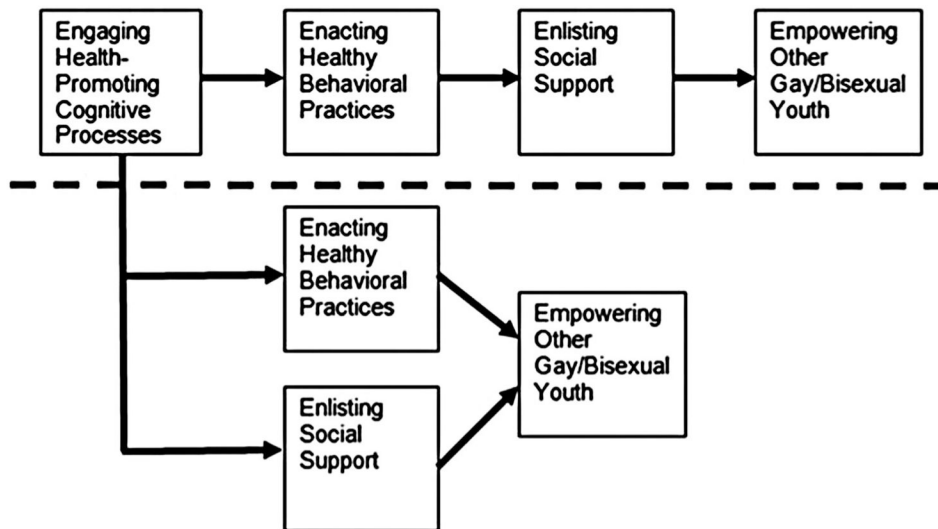 Engaging
Health-
Promoting
Cognitive
Processes
Enacting
Healthy
Behavioral
Practices
Enlisting
Social
Support
Empowering
Other
Gay/Bisexual
Youth
Enacting
Healthy
Behavioral
Practices
Enlisting
Social
Support
Empowering
Other
Gay/Bisexual
Youth